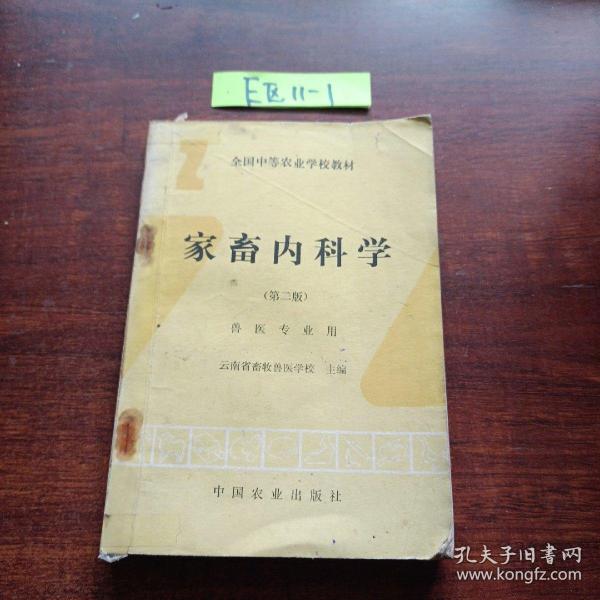 E区11-1
全国中等农业学校教材
家畜内科学
(第二版)
兽医专业用
云南省畜牧兽医学校 主编
中国农业出版社
孔夫子旧书网
www.kongfz.com